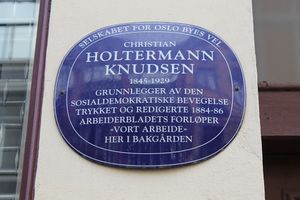 SELSKABET FOR OSLO BYES VEL
CHRISTIAN
HOLTERMANN
KNUDSEN
1845-1929
GRUNNLEGGER AV DEN
SOSIALDEMOKRATISKE BEVEGELSE
TRYKKET OG REDIGERTE 1884-86
ARBEIDERBLADETS FORLØPER
«VORT ARBEIDE»
HER I BAKGÅRDEN